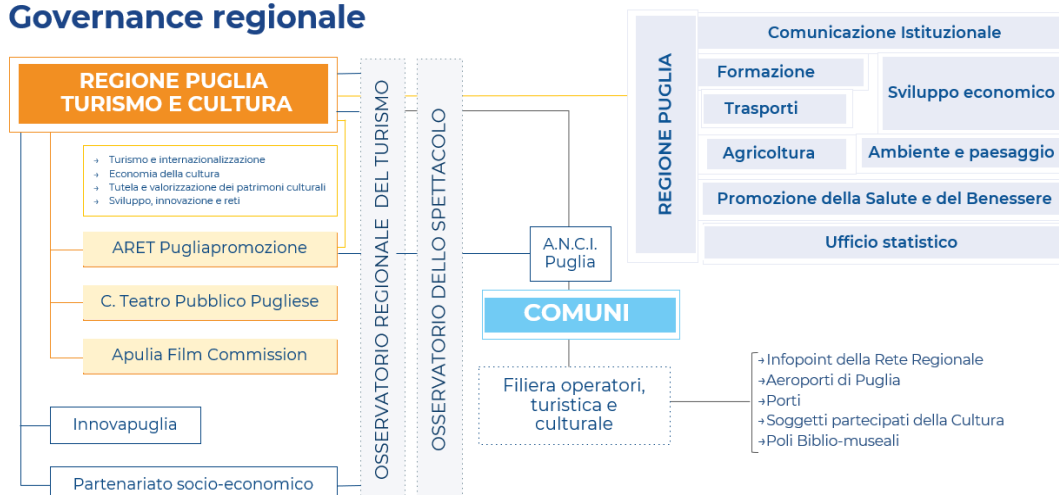 Governance regionale
REGIONE PUGLIA
TURISMO E CULTURA
→ Turismo e internazionalizzazione
→ Economia della cultura
→ Tutela e valorizzazione dei patrimoni culturali
→ Sviluppo, innovazione e reti
ARET Pugliapromozione
C. Teatro Pubblico Pugliese
Apulia Film Commission
Innovapuglia
Partenariato socio-economico
OSSERVATORIO REGIONALE DEL TURISMO
OSSERVATORIO DELLO SPETTACOLO
A.N.C.I.
Puglia
COMUNI
Filiera operatori,
turistica e
culturale
→Infopoint della Rete Regionale
→Aeroporti di Puglia
→Porti
→Soggetti partecipati della Cultura
→Poli Biblio-museali
REGIONE PUGLIA
Comunicazione Istituzionale
Formazione
Trasporti
Sviluppo economico
Agricoltura
Ambiente e paesaggio
Promozione della Salute e del Benessere
Ufficio statistico